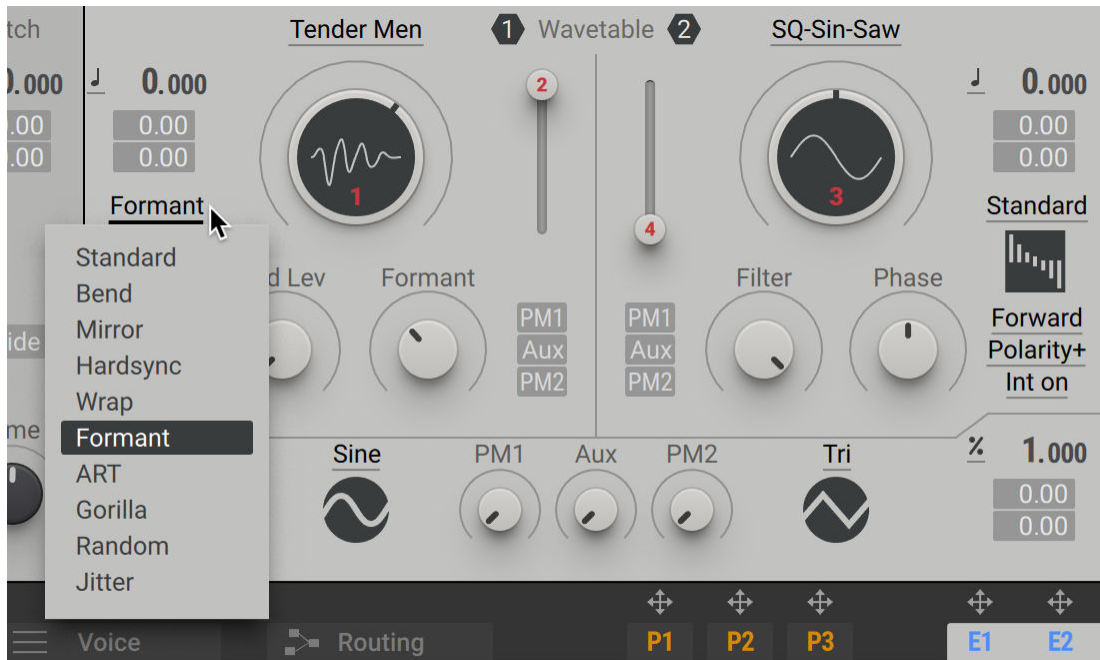 tch
Tender Men
1 Wavetable 2
SQ-Sin-Saw
0.000
0.000
0.000
.00
.00
0.00
0.00
0.00
0.00
2
1
3
4
Formant
Standard
Standard
Bend
Mirror
Hardsync
Wrap
Formant
ART
Gorilla
Random
Jitter
d Lev
Formant
Filter
Phase
PM1
Aux
PM2
PM1
Aux
PM2
Forward
Polarity+
Int on
ide
me
Sine
PM1
Aux
PM2
Tri
%
1.000
0.00
0.00
Voice
Routing
P1
P2
P3
E1
E2